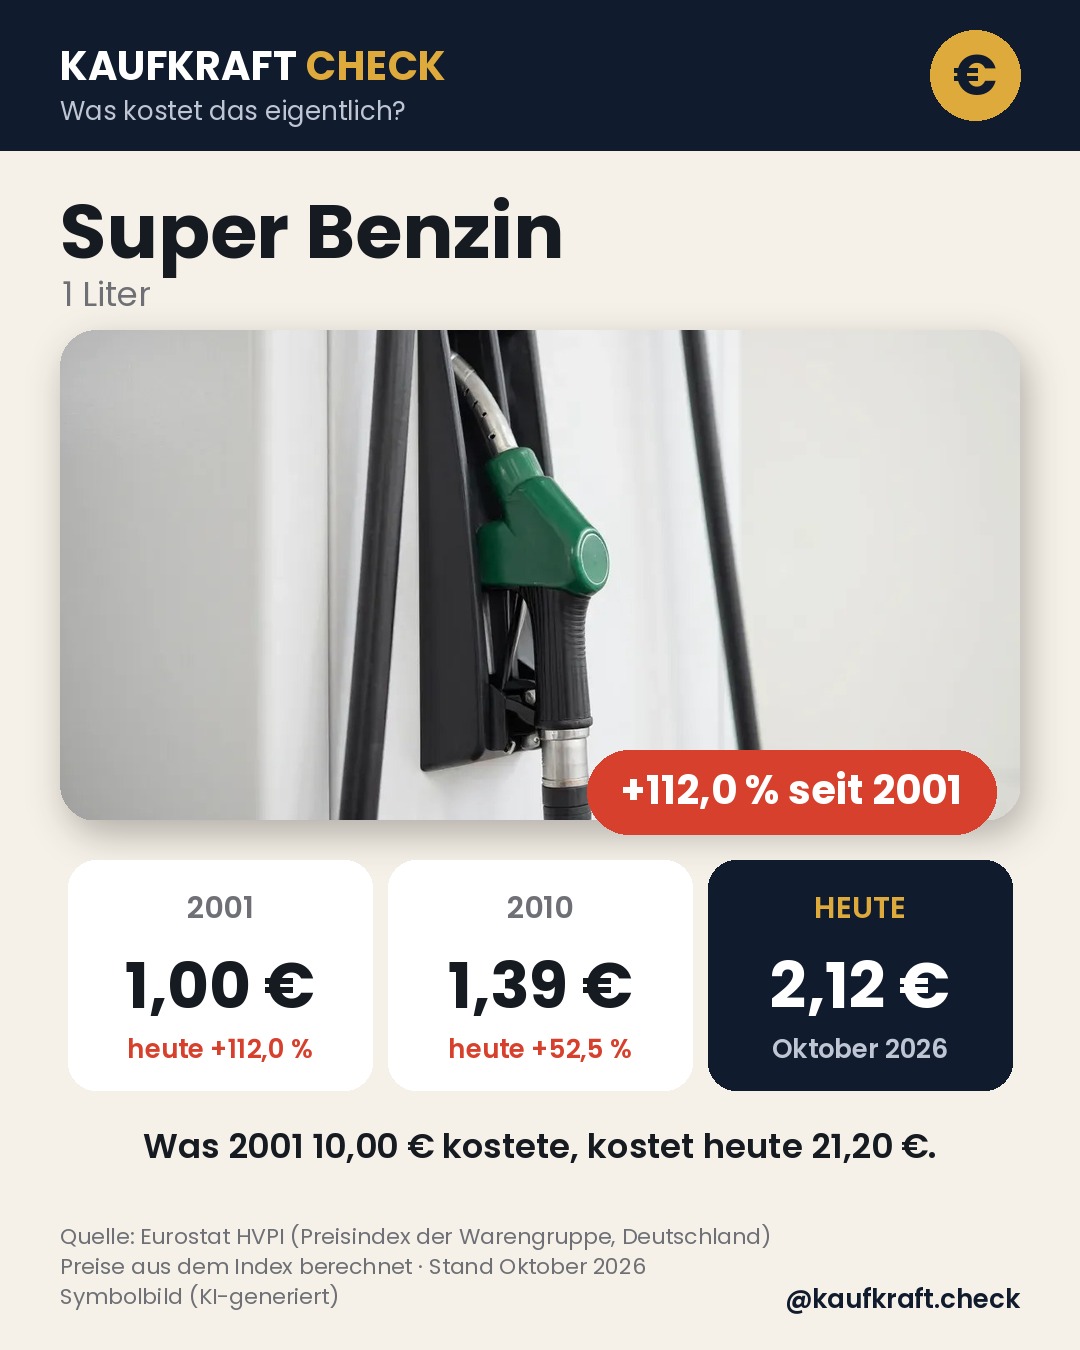 KAUFKRAFT CHECK
Was kostet das eigentlich?
€
Super Benzin
1 Liter
+112,0 % seit 2001
2001
1,00 €
heute +112,0 %
2010
1,39 €
heute +52,5 %
HEUTE
2,12 €
Oktober 2026
Was 2001 10,00 € kostete, kostet heute 21,20 €.
Quelle: Eurostat HVPI (Preisindex der Warengruppe, Deutschland)
Preise aus dem Index berechnet · Stand Oktober 2026
Symbolbild (KI-generiert)
@kaufkraft.check